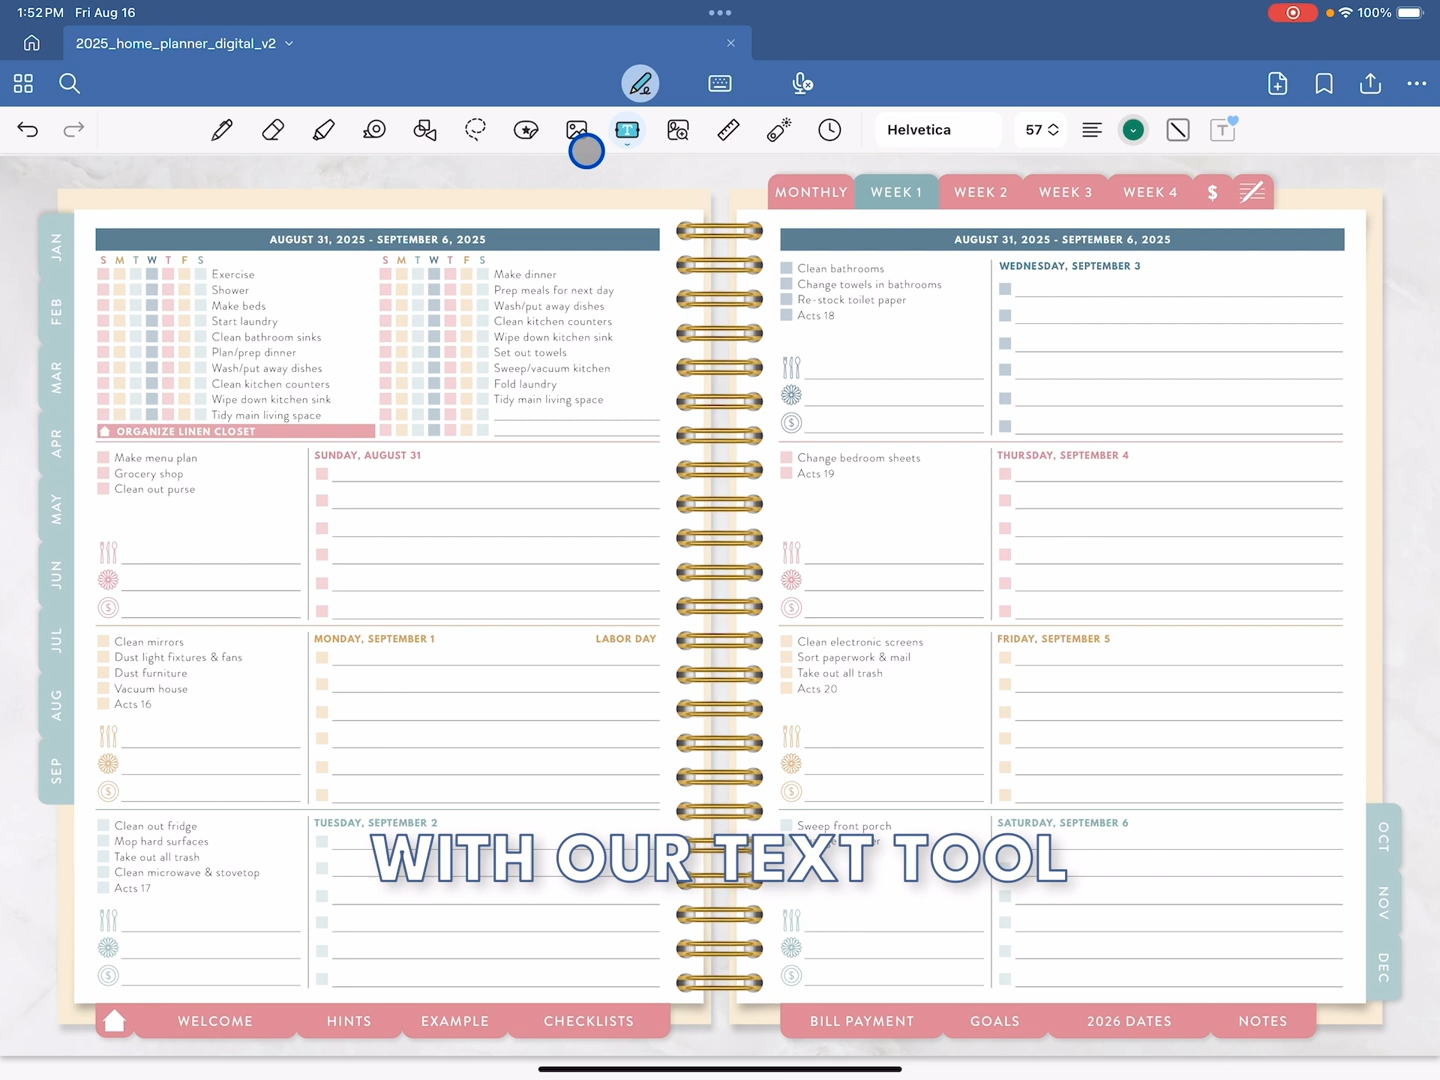 1:52 PM Fri Aug 16
100%
2025_home_planner_digital_v2
Helvetica
57
MONTHLY WEEK 1 WEEK 2 WEEK 3 WEEK 4 $
JAN
FEB
MAR
APR
MAY
JUN
JUL
AUG
SEP
AUGUST 31, 2025 - SEPTEMBER 6, 2025
S M T W T F S
Exercise
Shower
Make beds
Start laundry
Clean bathroom sinks
Plan/prep dinner
Wash/put away dishes
Clean kitchen counters
Wipe down kitchen sink
Tidy main living space
ORGANIZE LINEN CLOSET
S M T W T F S
Make dinner
Prep meals for next day
Wash/put away dishes
Clean kitchen counters
Wipe down kitchen sink
Set out towels
Sweep/vacuum kitchen
Fold laundry
Tidy main living space
Make menu plan
Grocery shop
Clean out purse
SUNDAY, AUGUST 31
Clean mirrors
Dust light fixtures & fans
Dust furniture
Vacuum house
Acts 16
MONDAY, SEPTEMBER 1
LABOR DAY
Clean out fridge
Mop hard surfaces
Take out all trash
Clean microwave & stovetop
Acts 17
TUESDAY, SEPTEMBER 2
AUGUST 31, 2025 - SEPTEMBER 6, 2025
Clean bathrooms
Change towels in bathrooms
Re-stock toilet paper
Acts 18
WEDNESDAY, SEPTEMBER 3
Change bedroom sheets
Acts 19
THURSDAY, SEPTEMBER 4
Clean electronic screens
Sort paperwork & mail
Take out all trash
Acts 20
FRIDAY, SEPTEMBER 5
Sweep front porch
SATURDAY, SEPTEMBER 6
WITH OUR TEXT TOOL
OCT
NOV
DEC
WELCOME HINTS EXAMPLE CHECKLISTS
BILL PAYMENT GOALS 2026 DATES NOTES